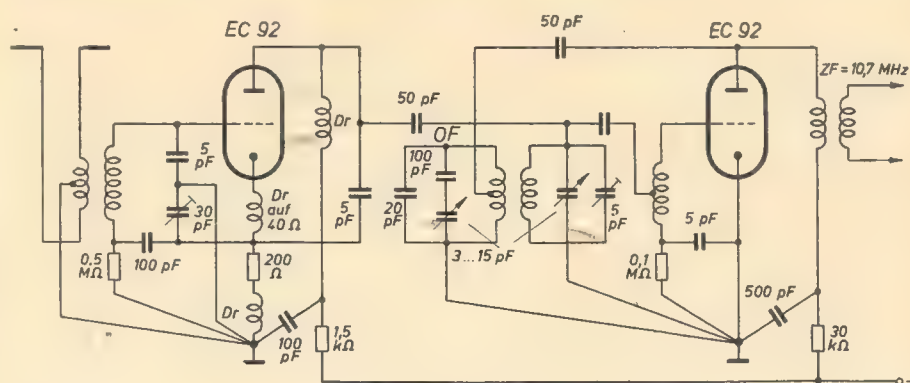 EC 92
50 pF
EC 92
ZF = 10,7 MHz
Dr
50 pF
OF
5
pF
30
pF
Dr
auf
40 Ω
5
pF
100
pF
20
pF
5
pF
3...15 pF
5 pF
0,5
MΩ
100 pF
200
Ω
0,1
MΩ
Dr
100
pF
1,5
kΩ
500 pF
30
kΩ